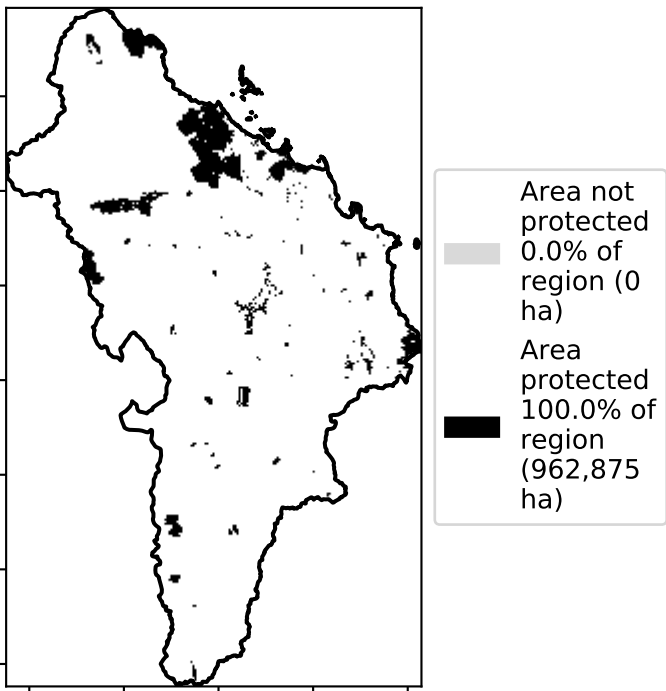 Area not
protected
0.0% of
region (0
ha)
Area
protected
100.0% of
region
(962,875
ha)